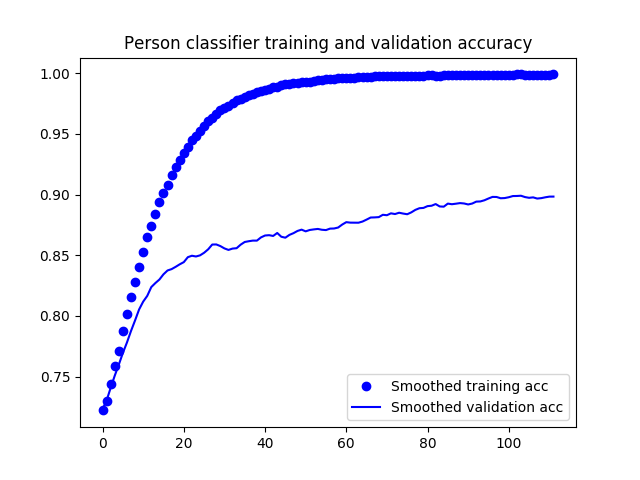 Person classifier training and validation accuracy
1.00
0.95
0.90
0.85
0.80
0.75
Smoothed training acc
Smoothed validation acc
0 20 40 60 80 100